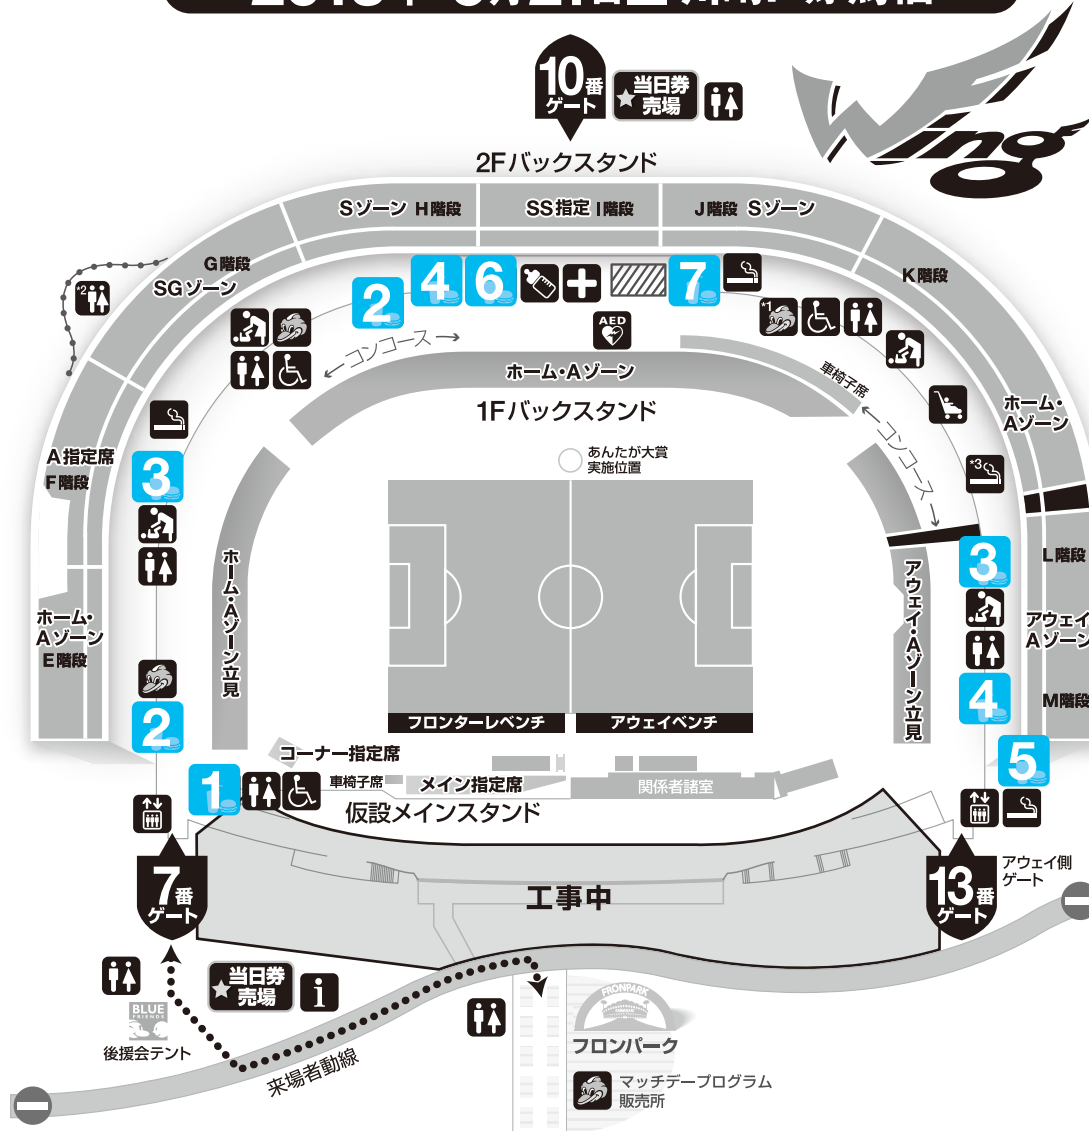 10番
ゲート
当日券
売場
Wing
2Fバックスタンド
Sゾーン H階段
SS指定 I階段
J階段 Sゾーン
G階段
SGゾーン
K階段
*2
2
4
6
7
*1
AED
コンコース
ホーム・Aゾーン
車椅子席
1Fバックスタンド
ホーム・
Aゾーン
コンコース
A指定席
F階段
3
あんたが大賞
実施位置
*3
L階段
3
ホーム・Aゾーン立見
アウェイ・Aゾーン立見
ホーム・
Aゾーン
E階段
アウェイ
Aゾーン
M階段
2
4
フロンターレベンチ
アウェイベンチ
5
コーナー指定席
1
車椅子席
メイン指定席
関係者諸室
仮設メインスタンド
7番
ゲート
工事中
13番
ゲート
アウェイ側
ゲート
当日券
売場
i
BLUE
FRIENDS
後援会テント
来場者動線
FRONPARK
フロンパーク
マッチデープログラム
販売所